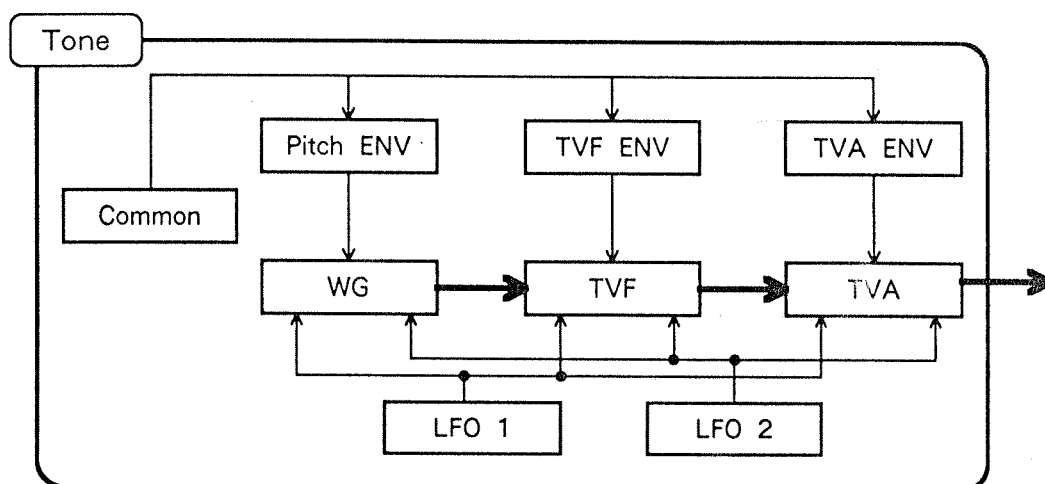 Tone
Pitch ENV
TVF ENV
TVA ENV
Common
WG
TVF
TVA
LFO 1
LFO 2